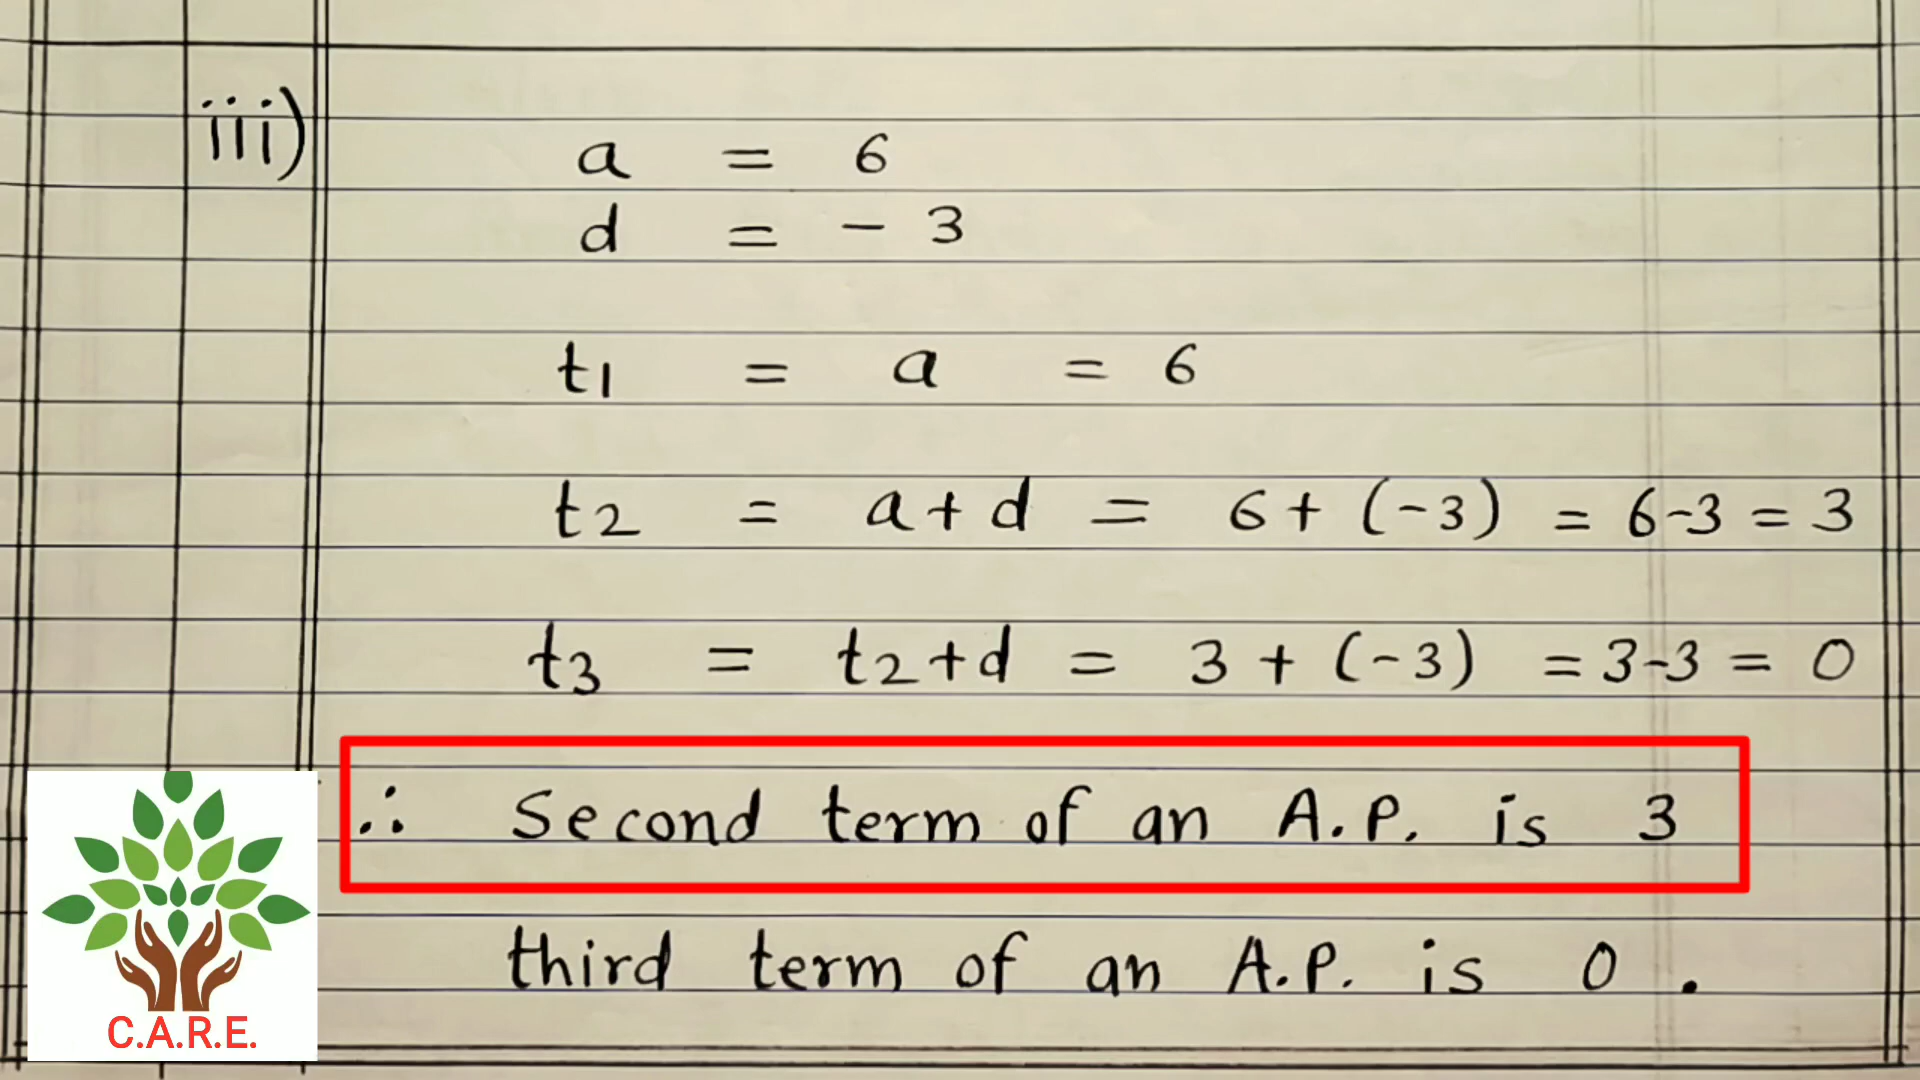 iii)
a = 6
d = - 3
t1 = a = 6
t2 = a + d = 6 + (-3) = 6-3 = 3
t3 = t2 + d = 3 + (-3) = 3-3 = 0
∴ Second term of an A.P. is 3
third term of an A.P. is 0 .
C.A.R.E.